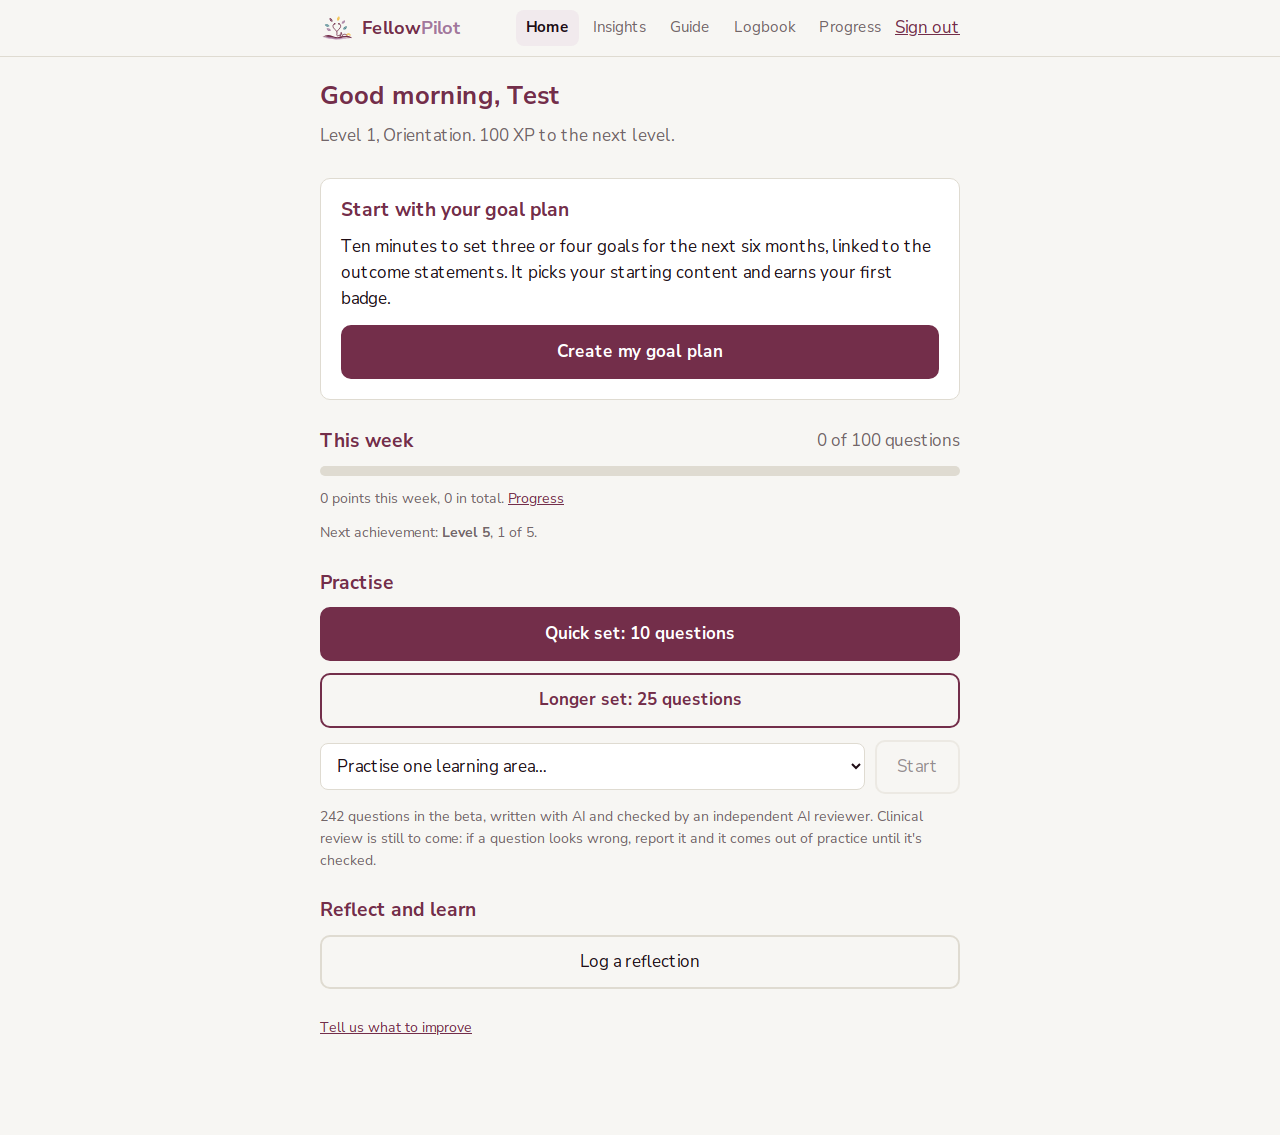 FellowPilot
Home
Insights
Guide
Logbook
Progress
Sign out
Good morning, Test
Level 1, Orientation. 100 XP to the next level.
Start with your goal plan
Ten minutes to set three or four goals for the next six months, linked to the
outcome statements. It picks your starting content and earns your first
badge.
Create my goal plan
This week
0 of 100 questions
0 points this week, 0 in total. Progress
Next achievement: Level 5, 1 of 5.
Practise
Quick set: 10 questions
Longer set: 25 questions
Practise one learning area...
Start
242 questions in the beta, written with AI and checked by an independent AI reviewer. Clinical
review is still to come: if a question looks wrong, report it and it comes out of practice until it's
checked.
Reflect and learn
Log a reflection
Tell us what to improve